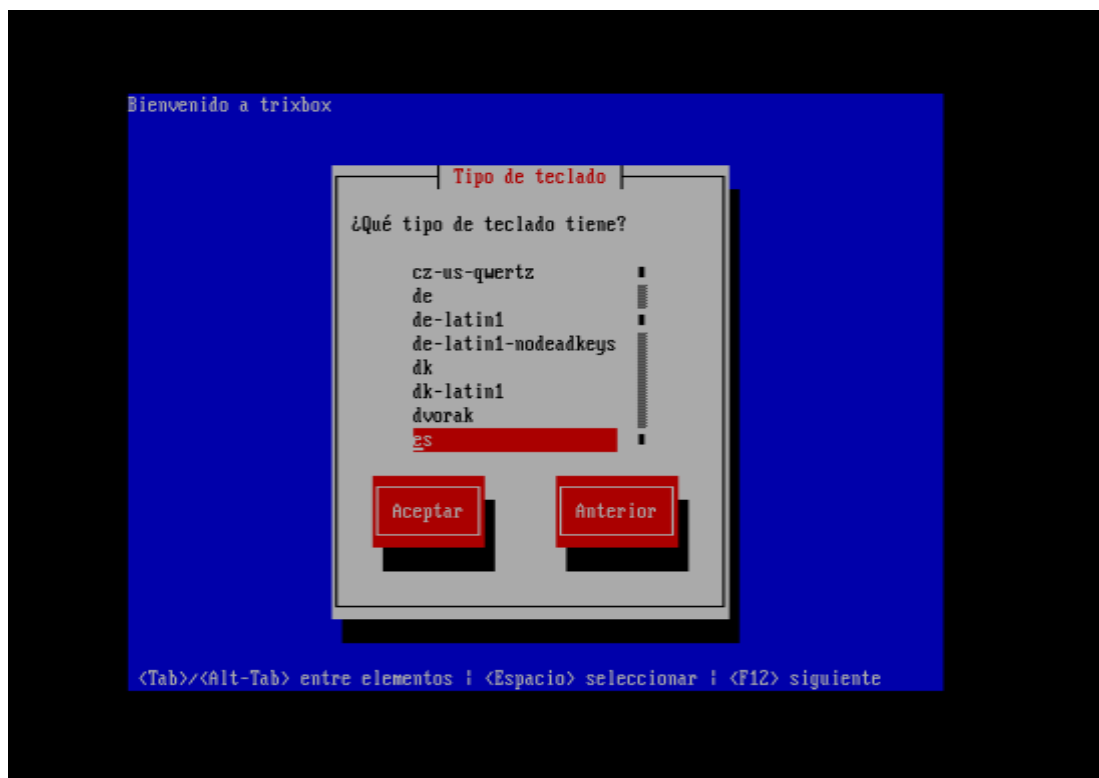 Bienvenido a trixbox
Tipo de teclado
¿Qué tipo de teclado tiene?
cz-us-qwertz
de
de-latin1
de-latin1-nodeadkeys
dk
dk-latin1
dvorak
es
Aceptar Anterior
<Tab>/<Alt-Tab> entre elementos ¦ <Espacio> seleccionar ¦ <F12> siguiente